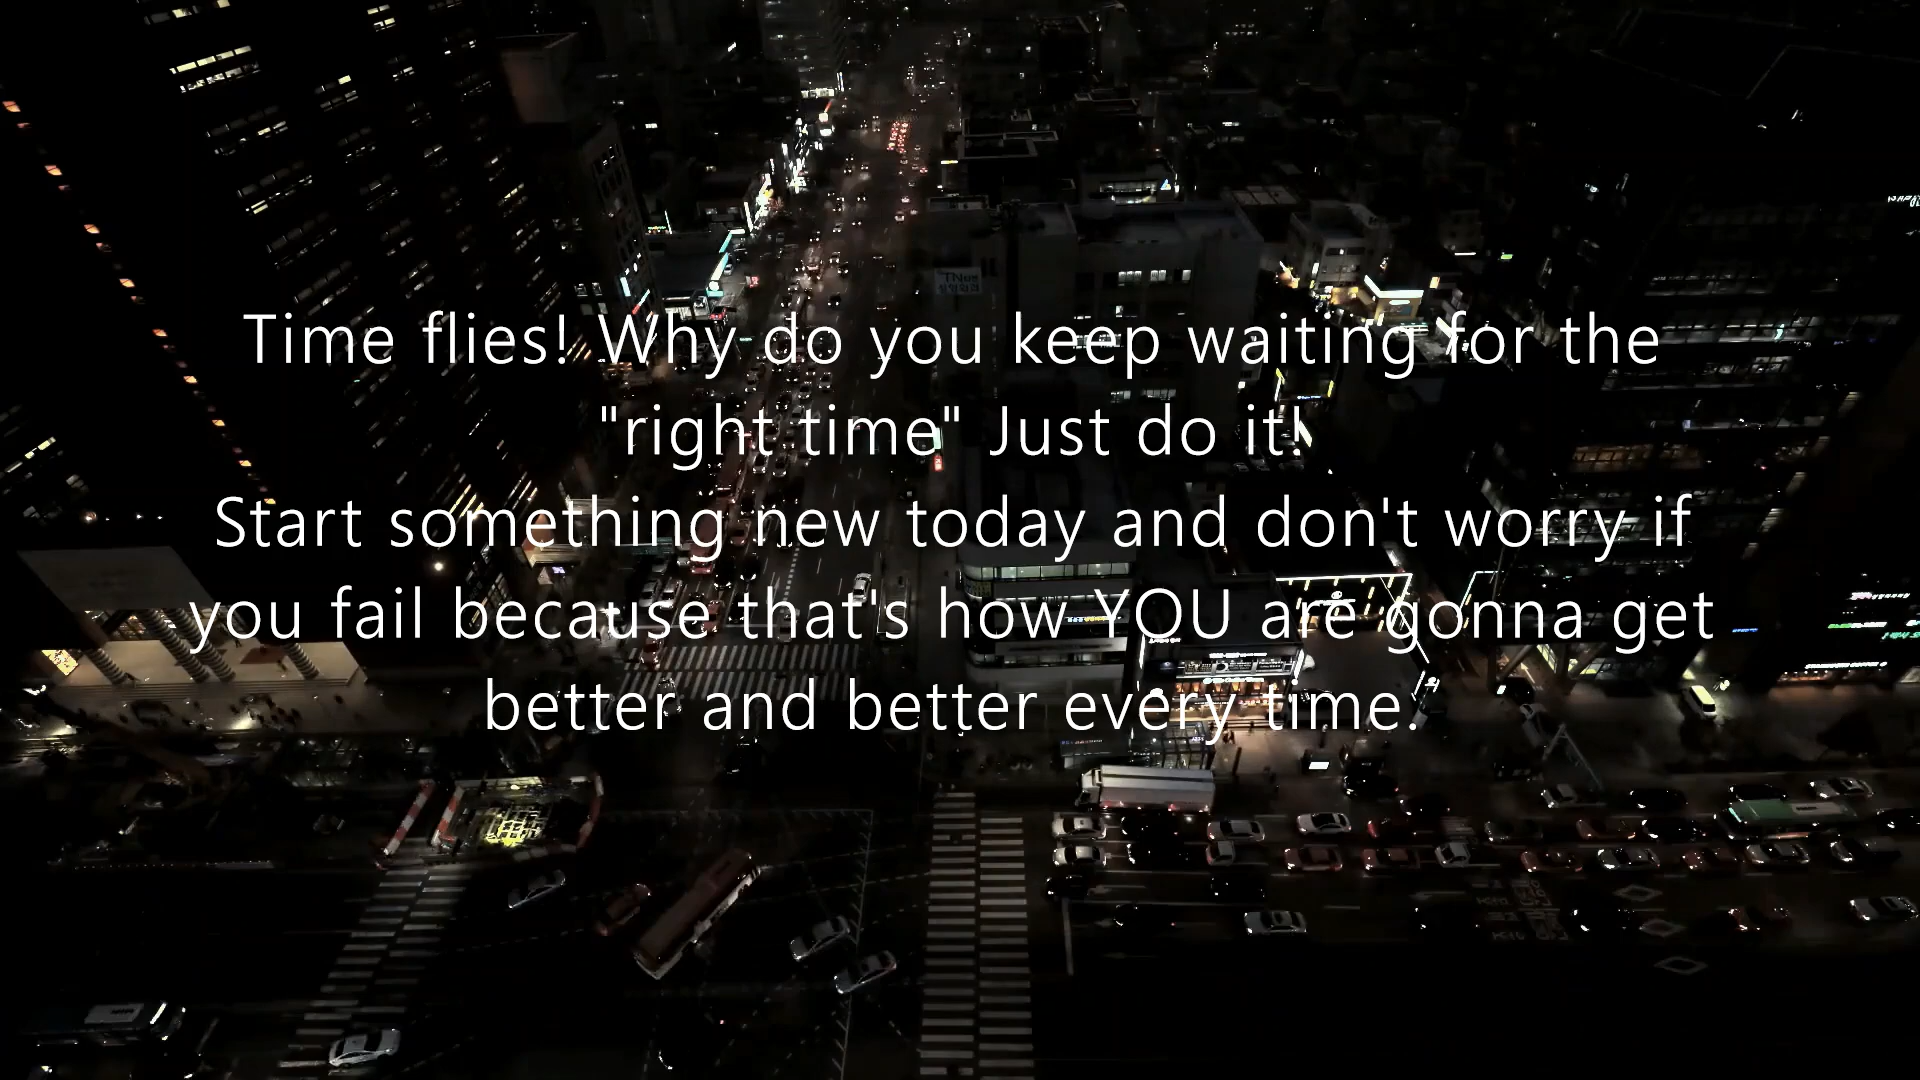 TNus
Time flies! Why do you keep waiting for the
"right time" Just do it!
Start something new today and don't worry if
you fail because that's how YOU are gonna get
better and better every time.